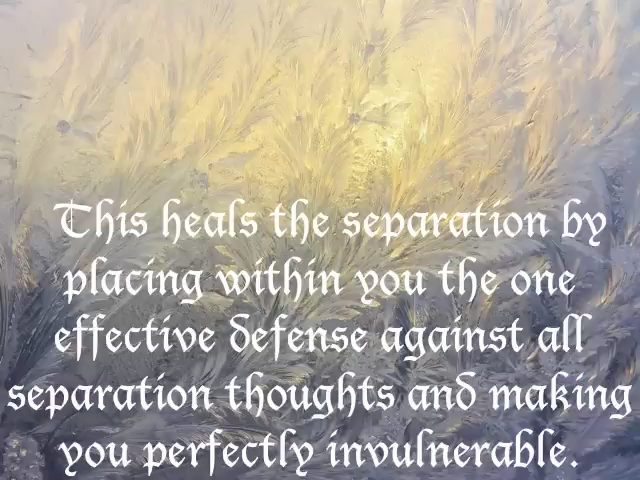 This heals the separation by
placing within you the one
effective defense against all
separation thoughts and making
you perfectly invulnerable.